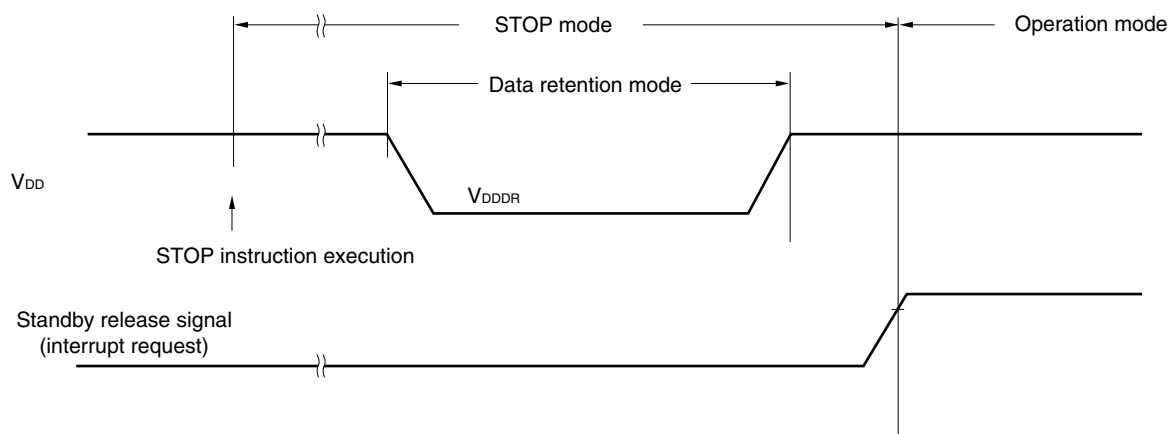 STOP mode
Operation mode
Data retention mode
VDD
VDDDR
STOP instruction execution
Standby release signal
(interrupt request)